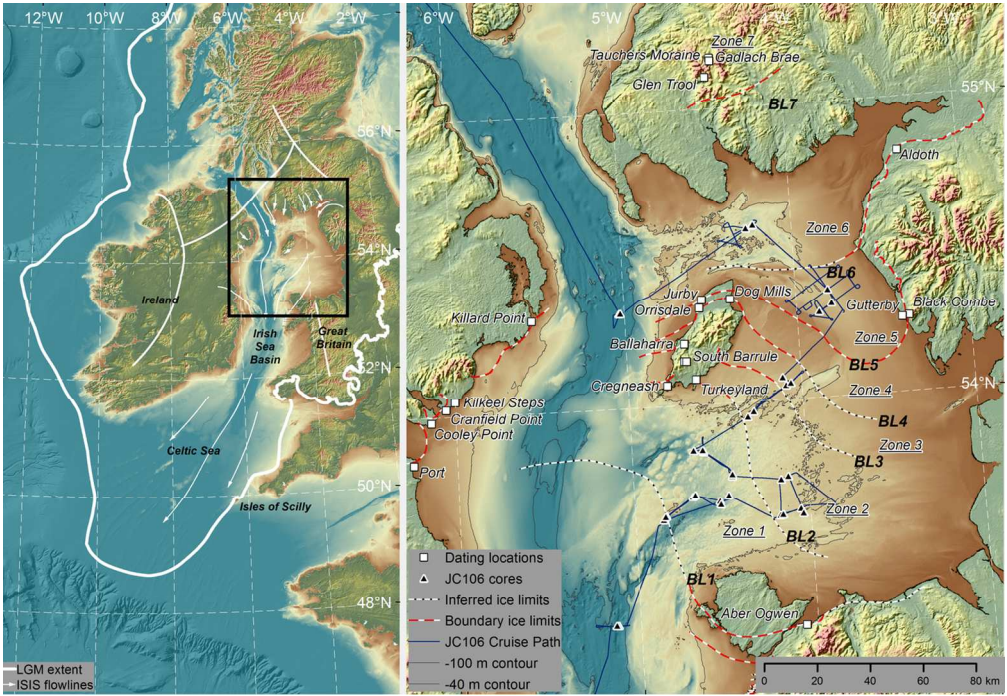 12°W
10°W
8°W
6°W
4°W
2°W
56°N
54°N
52°N
50°N
48°N
Ireland
Irish
Sea
Basin
Great
Britain
Celtic Sea
Isles of Scilly
LGM extent
ISIS flowlines
6°W
5°W
4°W
3°W
55°N
54°N
Zone 7
Tauchers Moraine
Gadlach Brae
Glen Trool
BL7
Aldoth
Zone 6
BL6
Jurby
Dog Mills
Orrisdale
Gutterby
Black Combe
Killard Point
Zone 5
Ballaharra
South Barrule
BL5
Cregneash
Turkeyland
Zone 4
Kilkeel Steps
Cranfield Point
Cooley Point
BL4
Zone 3
BL3
Port
Zone 2
Zone 1
BL2
BL1
Aber Ogwen
Dating locations
JC106 cores
Inferred ice limits
Boundary ice limits
JC106 Cruise Path
-100 m contour
-40 m contour
0 20 40 60 80 km